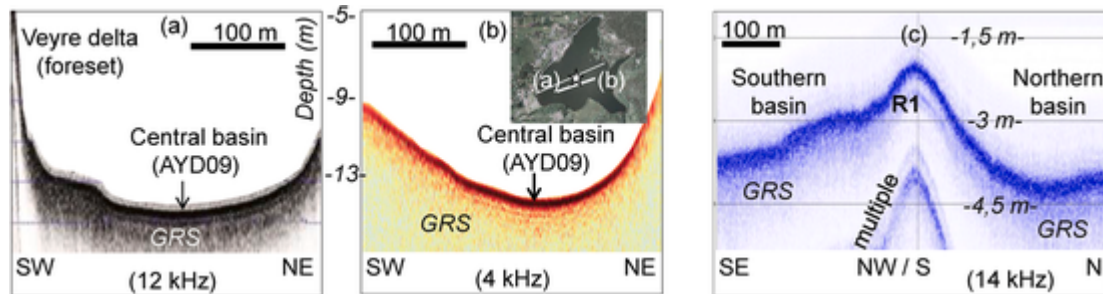 Veyre delta
(foreset)
(a)
100 m
Central basin
(AYD09)
GRS
SW
(12 kHz)
NE
Depth (m)
-5-
-9-
-13-
100 m
(b)
(a)
(b)
Central basin
(AYD09)
GRS
SW
(4 kHz)
NE
100 m
(c)
-1,5 m-
Southern
basin
Northern
basin
R1
-3 m-
GRS
multiple
-4,5 m-
GRS
SE
NW / S
(14 kHz)
N